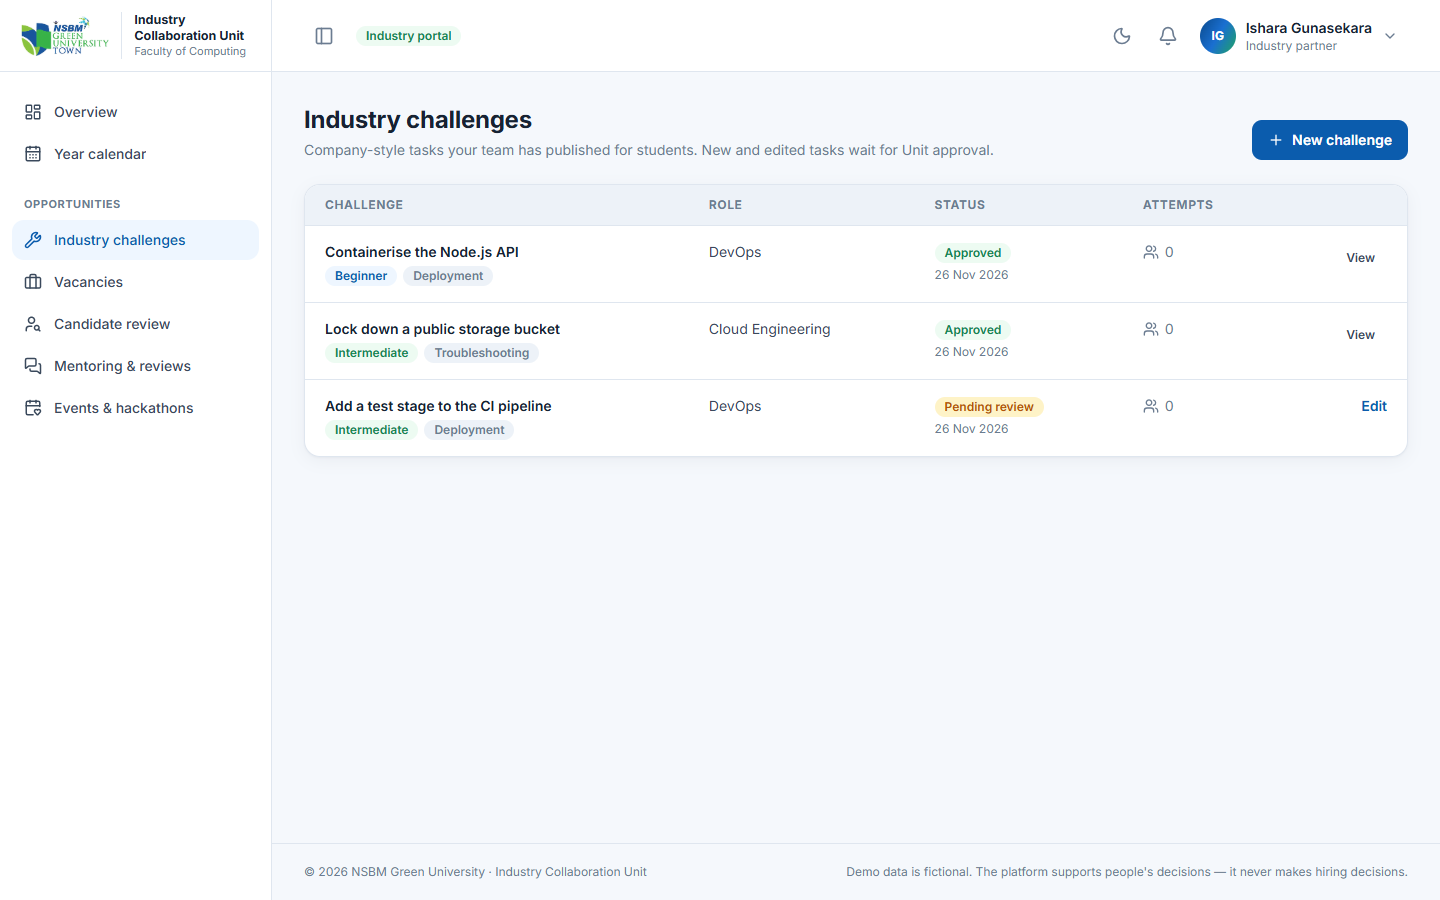 NSBM
GREEN
UNIVERSITY
TOWN
Industry
Collaboration Unit
Faculty of Computing
Industry portal
IG
Ishara Gunasekara
Industry partner
Overview
Year calendar
OPPORTUNITIES
Industry challenges
Vacancies
Candidate review
Mentoring & reviews
Events & hackathons
Industry challenges
Company-style tasks your team has published for students. New and edited tasks wait for Unit approval.
New challenge
CHALLENGE ROLE STATUS ATTEMPTS
Containerise the Node.js API DevOps Approved 0 View
Beginner Deployment 26 Nov 2026
Lock down a public storage bucket Cloud Engineering Approved 0 View
Intermediate Troubleshooting 26 Nov 2026
Add a test stage to the CI pipeline DevOps Pending review 0 Edit
Intermediate Deployment 26 Nov 2026
© 2026 NSBM Green University · Industry Collaboration Unit
Demo data is fictional. The platform supports people's decisions — it never makes hiring decisions.